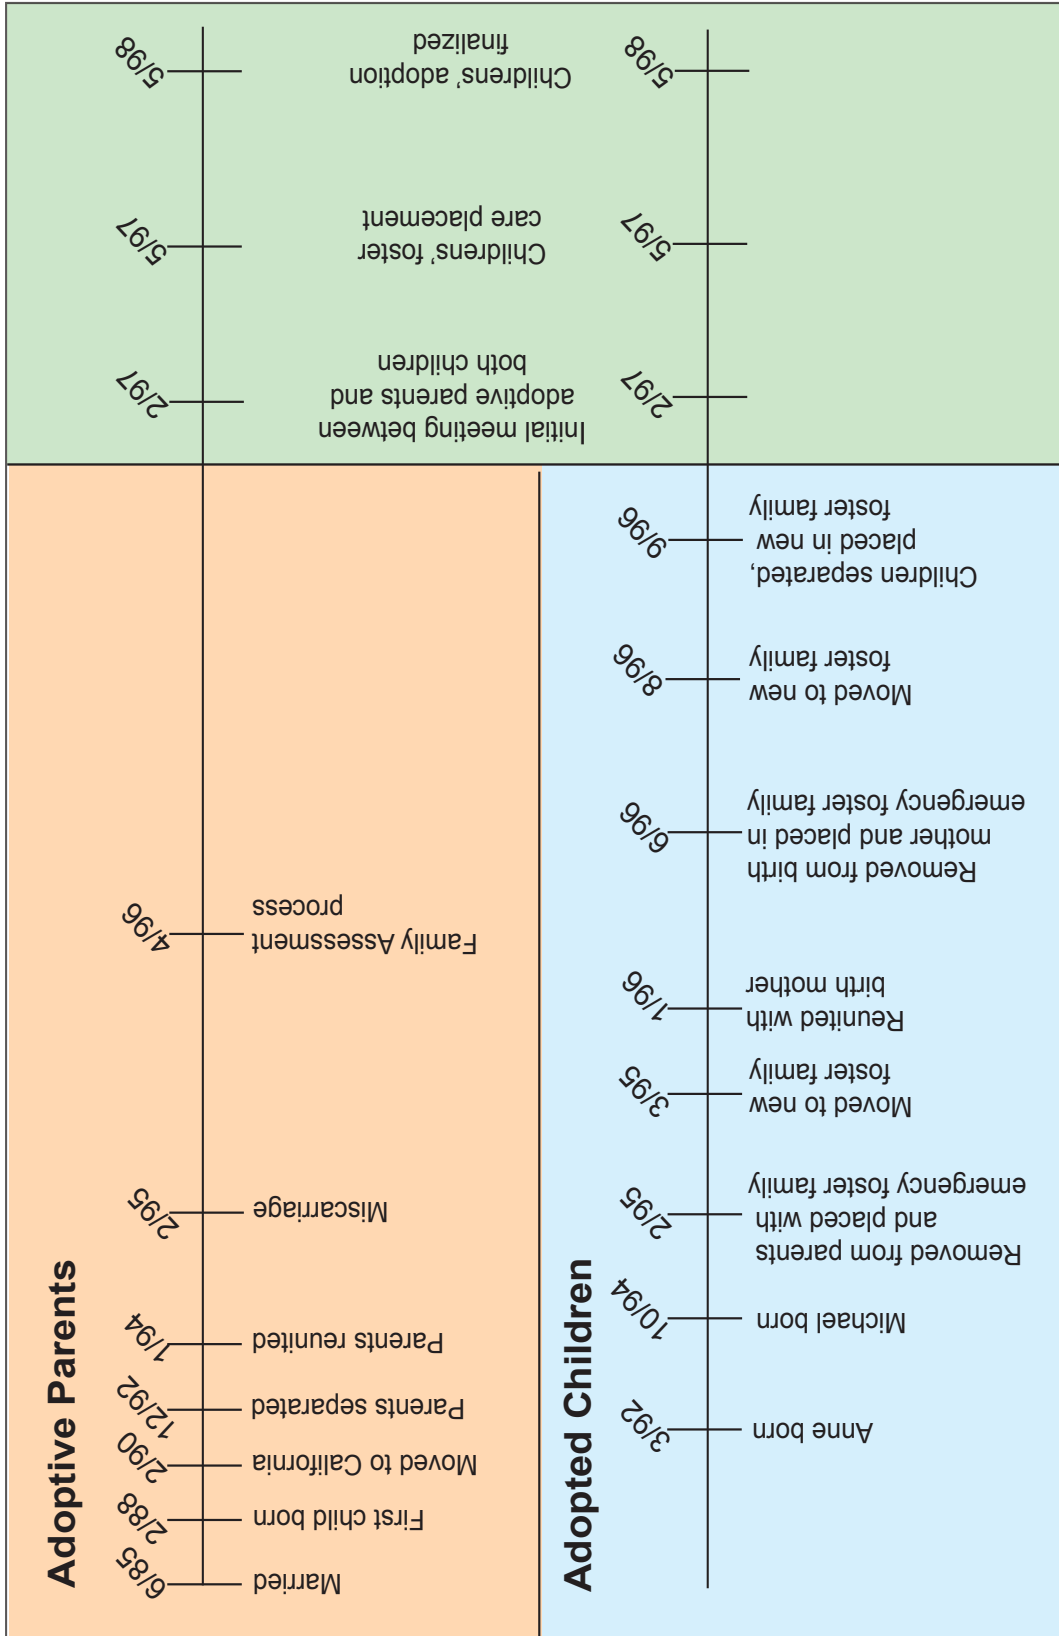 Adoptive Parents
6/85
Married
2/88
First child born
2/90
Moved to California
12/92
Parents separated
1/94
Parents reunited
2/95
Miscarriage
4/96
Family Assessment
process
2/97
5/97
5/98
Initial meeting between
adoptive parents and
both children
Childrens’ foster
care placement
Childrens’ adoption
finalized
Adopted Children
3/92
Anne born
10/94
Michael born
2/95
Removed from parents
and placed with
emergency foster family
3/95
Moved to new
foster family
1/96
Reunited with
birth mother
6/96
Removed from birth
mother and placed in
emergency foster family
8/96
Moved to new
foster family
9/96
Children separated,
placed in new
foster family
2/97
5/97
5/98